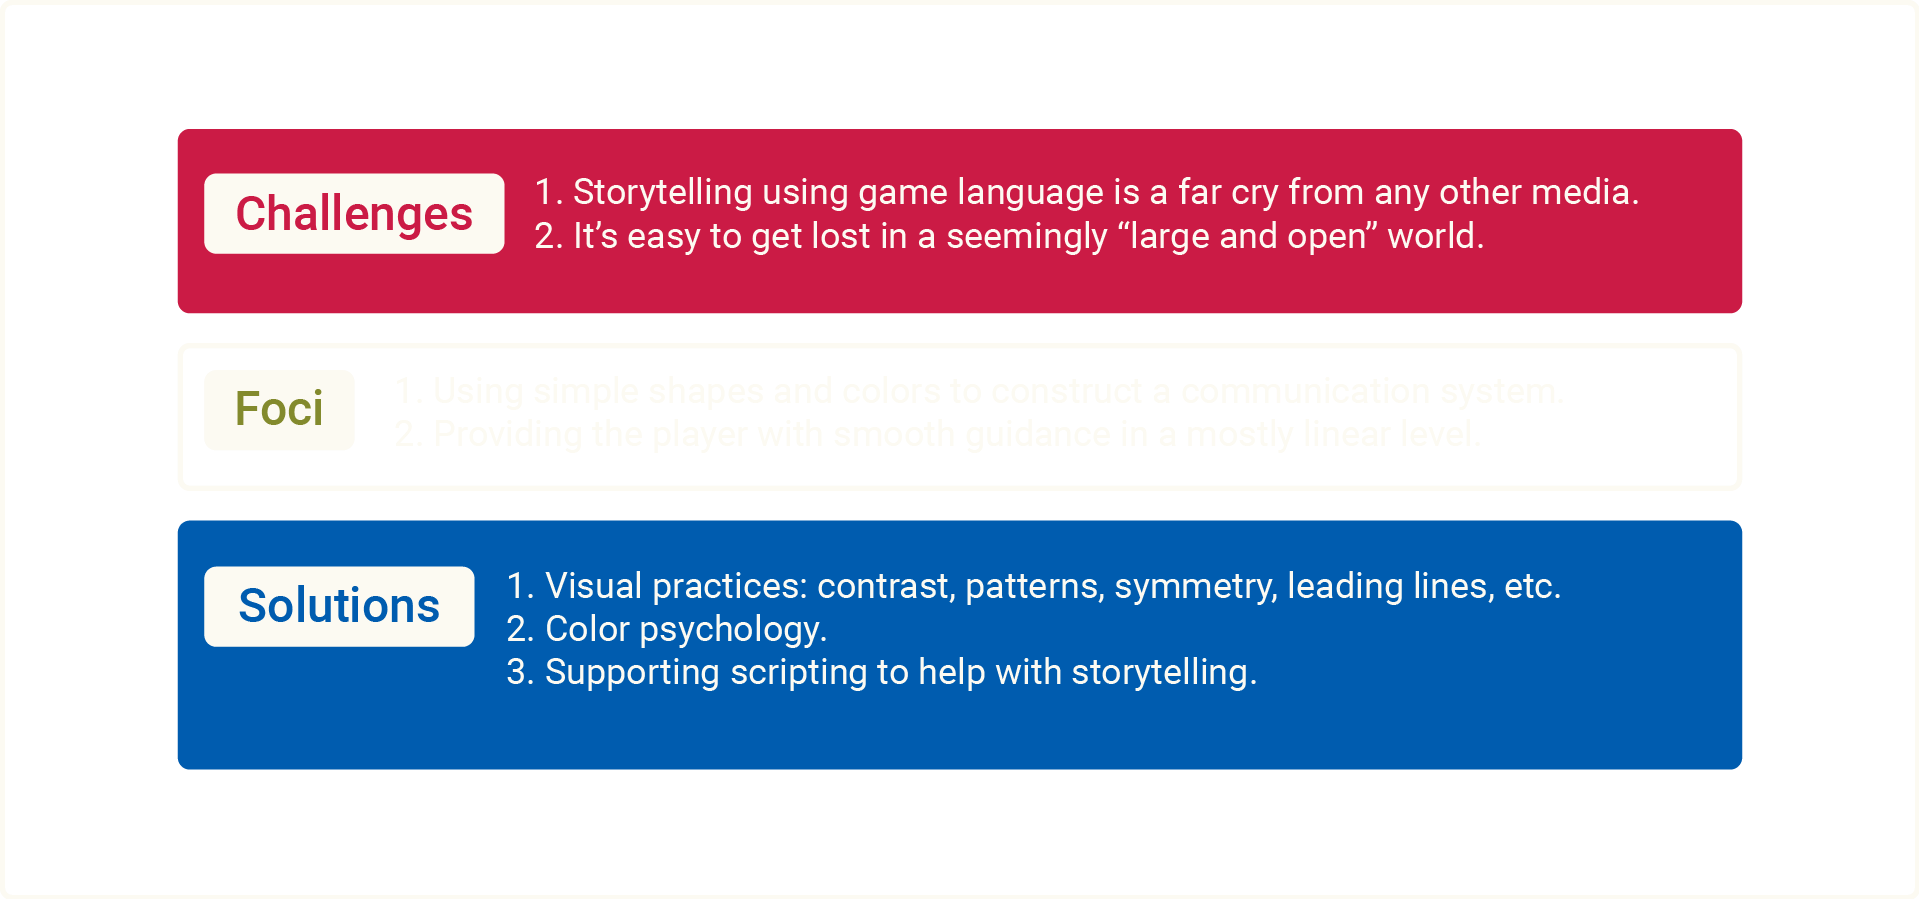 Challenges
1. Storytelling using game language is a far cry from any other media.
2. It’s easy to get lost in a seemingly “large and open” world.
Foci
1. Using simple shapes and colors to construct a communication system.
2. Providing the player with smooth guidance in a mostly linear level.
Solutions
1. Visual practices: contrast, patterns, symmetry, leading lines, etc.
2. Color psychology.
3. Supporting scripting to help with storytelling.